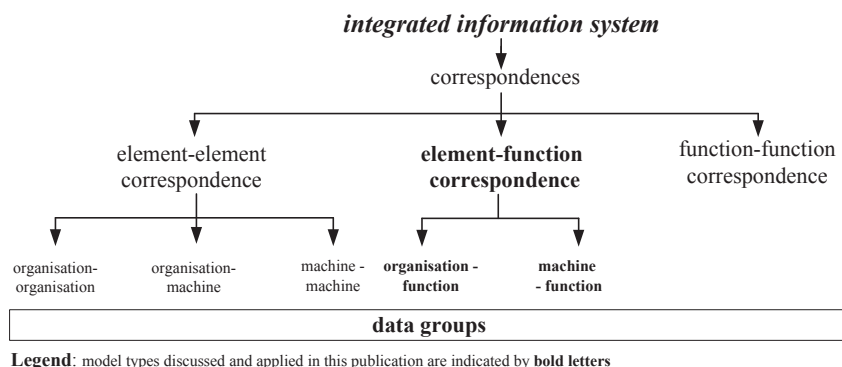 integrated information system
correspondences
element-element
correspondence
element-function
correspondence
function-function
correspondence
organisation-
organisation
organisation-
machine
machine -
machine
organisation -
function
machine
- function
data groups
Legend: model types discussed and applied in this publication are indicated by bold letters